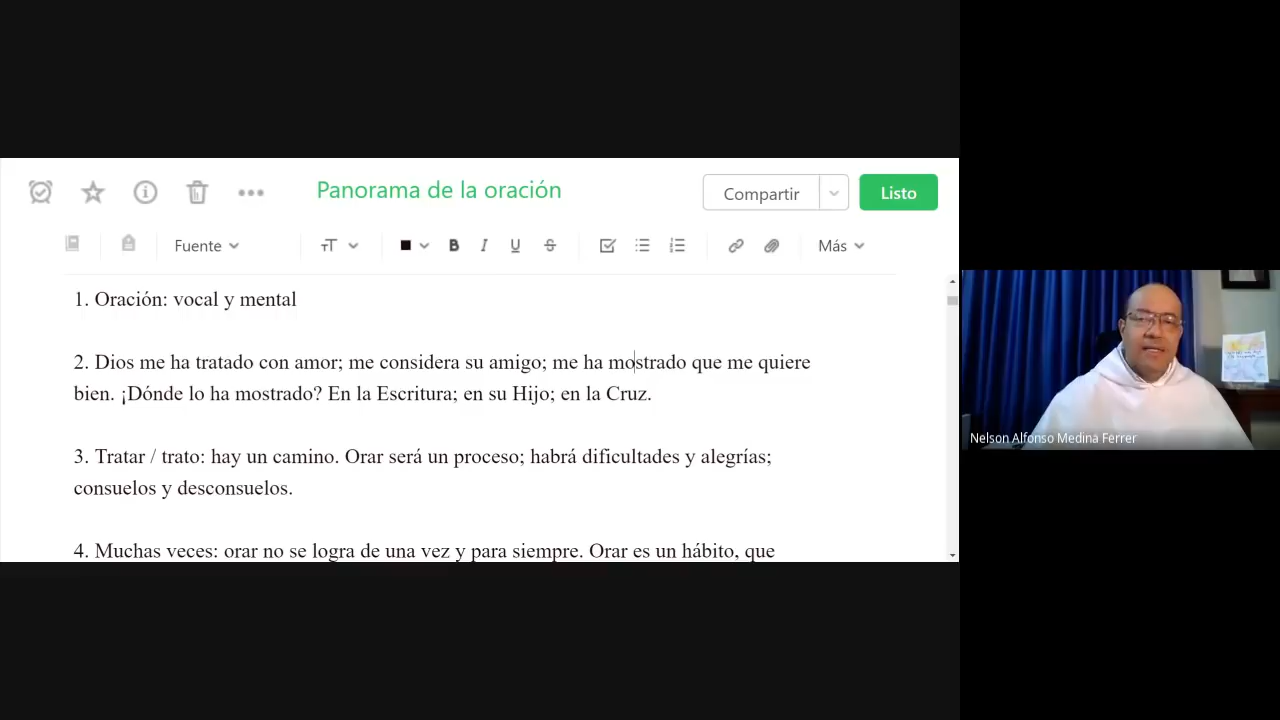 Panorama de la oración
Compartir
Listo
Fuente
Más
1. Oración: vocal y mental
2. Dios me ha tratado con amor; me considera su amigo; me ha mostrado que me quiere
bien. ¡Dónde lo ha mostrado? En la Escritura; en su Hijo; en la Cruz.
3. Tratar / trato: hay un camino. Orar será un proceso; habrá dificultades y alegrías;
consuelos y desconsuelos.
4. Muchas veces: orar no se logra de una vez y para siempre. Orar es un hábito, que
Nelson Alfonso Medina Ferrer